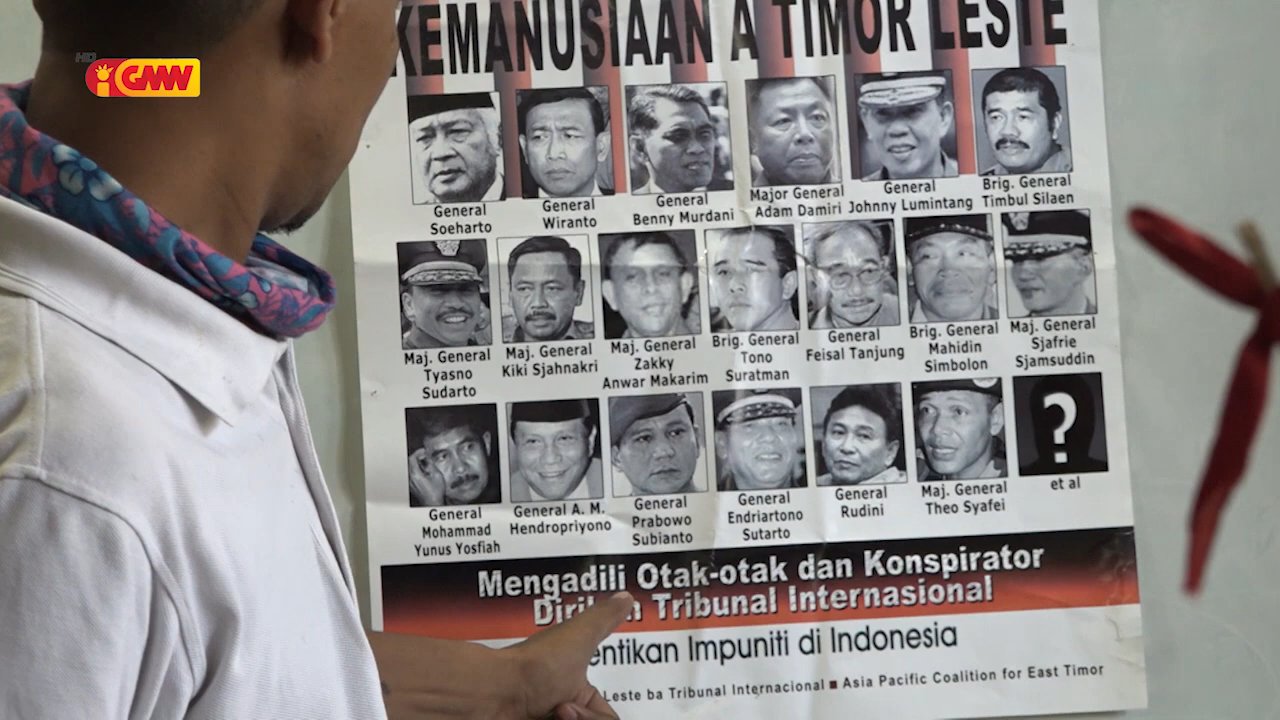 HD
GMW
KEMANUSIAAN A TIMOR LESTE
General Soeharto
General Wiranto
General Benny Murdani
Major General Adam Damiri
General Johnny Lumintang
Brig. General Timbul Silaen
Maj. General Tyasno Sudarto
Maj. General Kiki Sjahnakri
Maj. General Zakky Anwar Makarim
Brig. General Tono Suratman
General Feisal Tanjung
Brig. General Mahidin Simbolon
Maj. General Sjafrie Sjamsuddin
General Mohammad Yunus Yosfiah
General A. M. Hendropriyono
General Prabowo Subianto
General Endriartono Sutarto
General Rudini
Maj. General Theo Syafei
?
et al
Mengadili Otak-otak dan Konspirator
Tribunal Internasional
entikan Impuniti di Indonesia
Leste ba Tribunal Internacional ■ Asia Pacific Coalition for East Timor